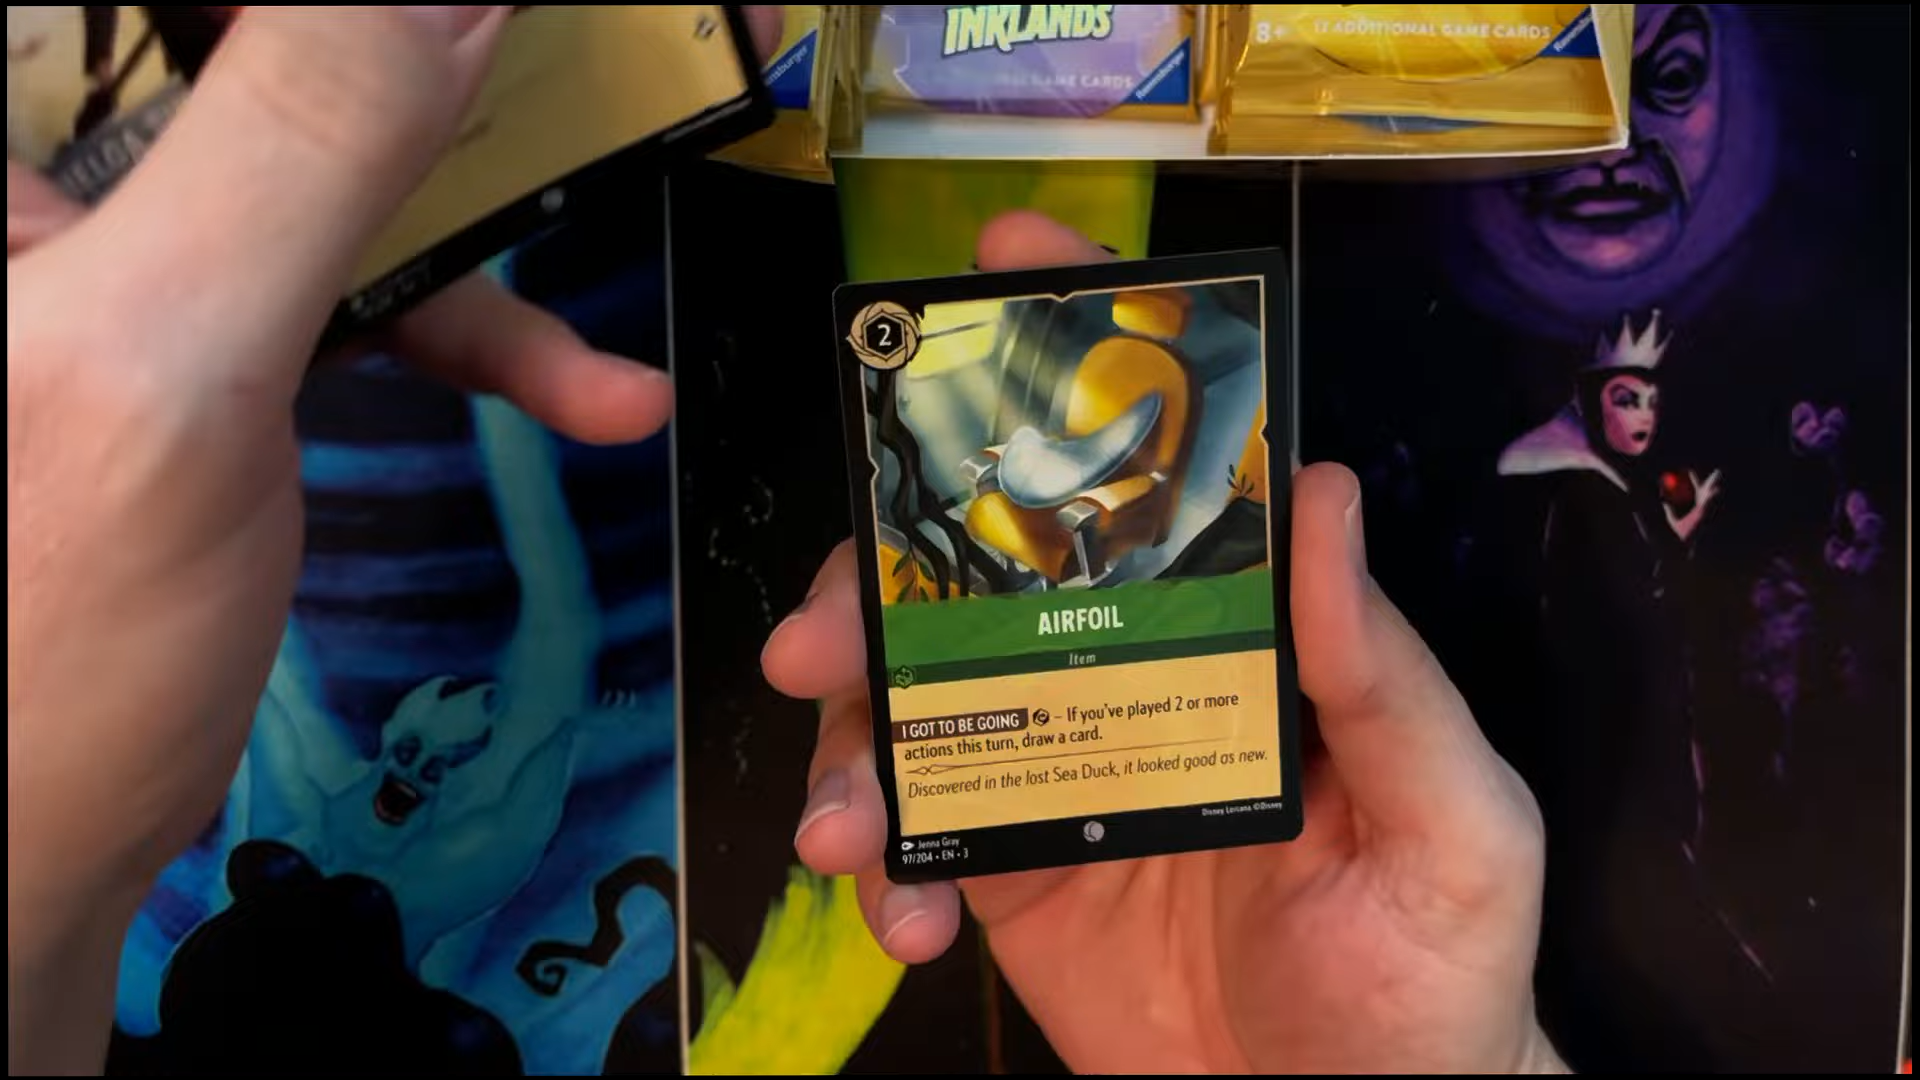 INKLANDS
GAME CARDS
Ravensburger
8+
12 ADDITIONAL GAME CARDS
2
AIRFOIL
Item
I GOT TO BE GOING – If you've played 2 or more
actions this turn, draw a card.
Discovered in the lost Sea Duck, it looked good as new.
Disney Lorcana ©Disney
Jenna Gray
97/204 • EN • 3